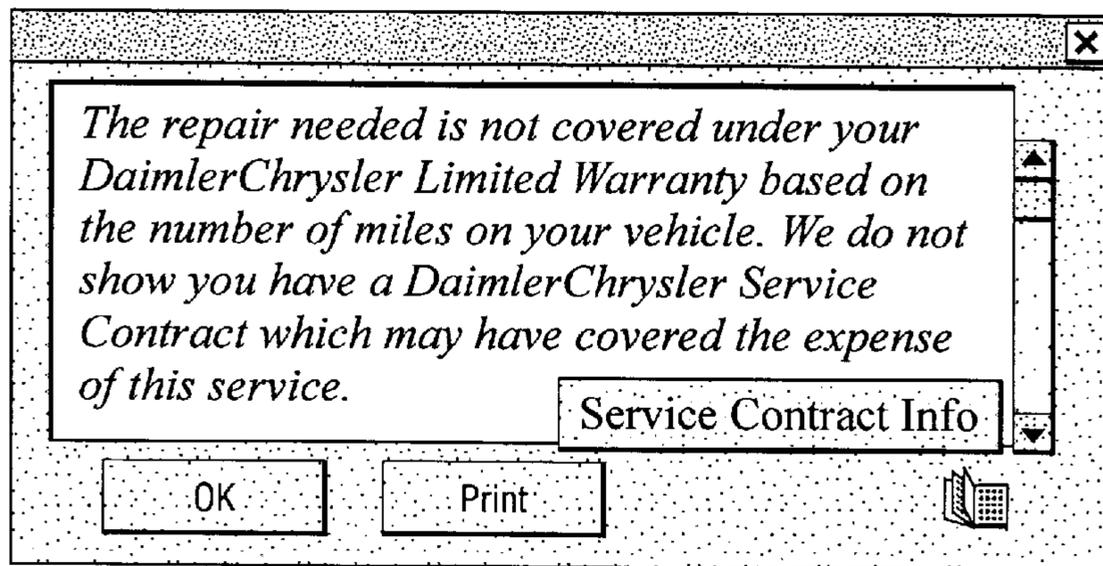 The repair needed is not covered under your
DaimlerChrysler Limited Warranty based on
the number of miles on your vehicle. We do not
show you have a DaimlerChrysler Service
Contract which may have covered the expense
of this service.
Service Contract Info
OK
Print